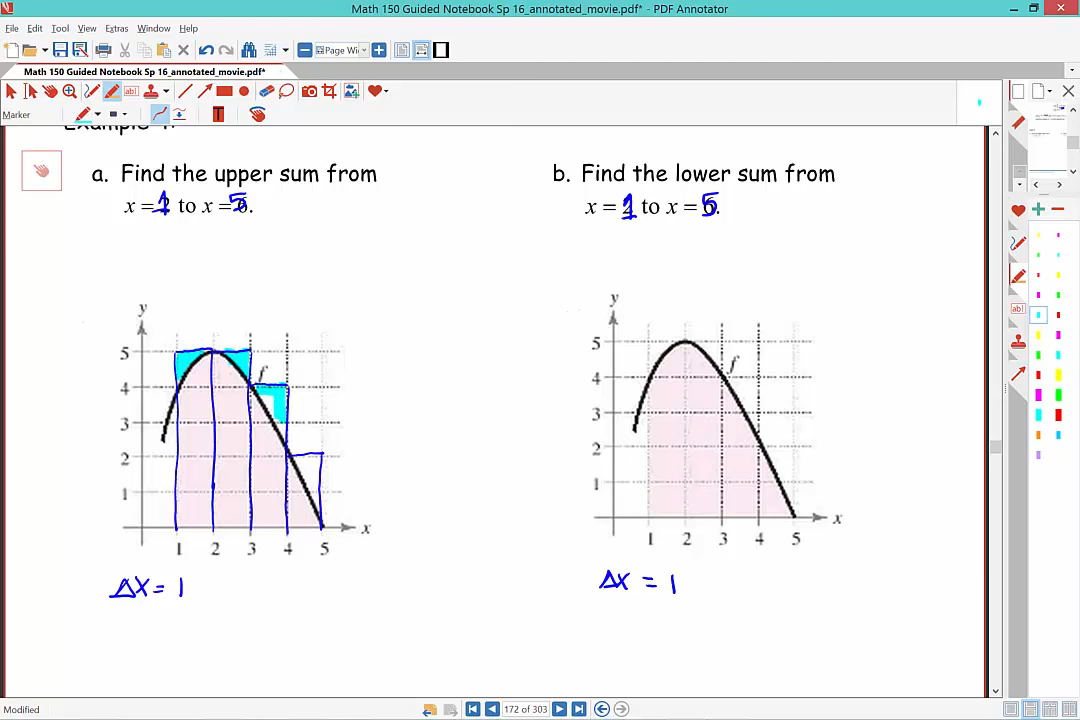 Math 150 Guided Notebook Sp 16_annotated_movie.pdf* - PDF Annotator
File Edit Tool View Extras Window Help
Page Wi
Math 150 Guided Notebook Sp 16_annotated_movie.pdf*
Marker
a. Find the upper sum from
x = 1 to x = 5.
b. Find the lower sum from
x = 1 to x = 5.
y
5
4
3
2
1
f
x
1 2 3 4 5
Δx = 1
y
5
4
3
2
1
f
x
1 2 3 4 5
Δx = 1
Modified
172 of 303